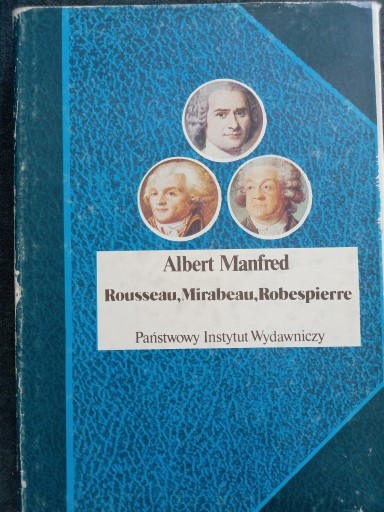 Albert Manfred
Rousseau, Mirabeau, Robespierre
Państwowy Instytut Wydawniczy